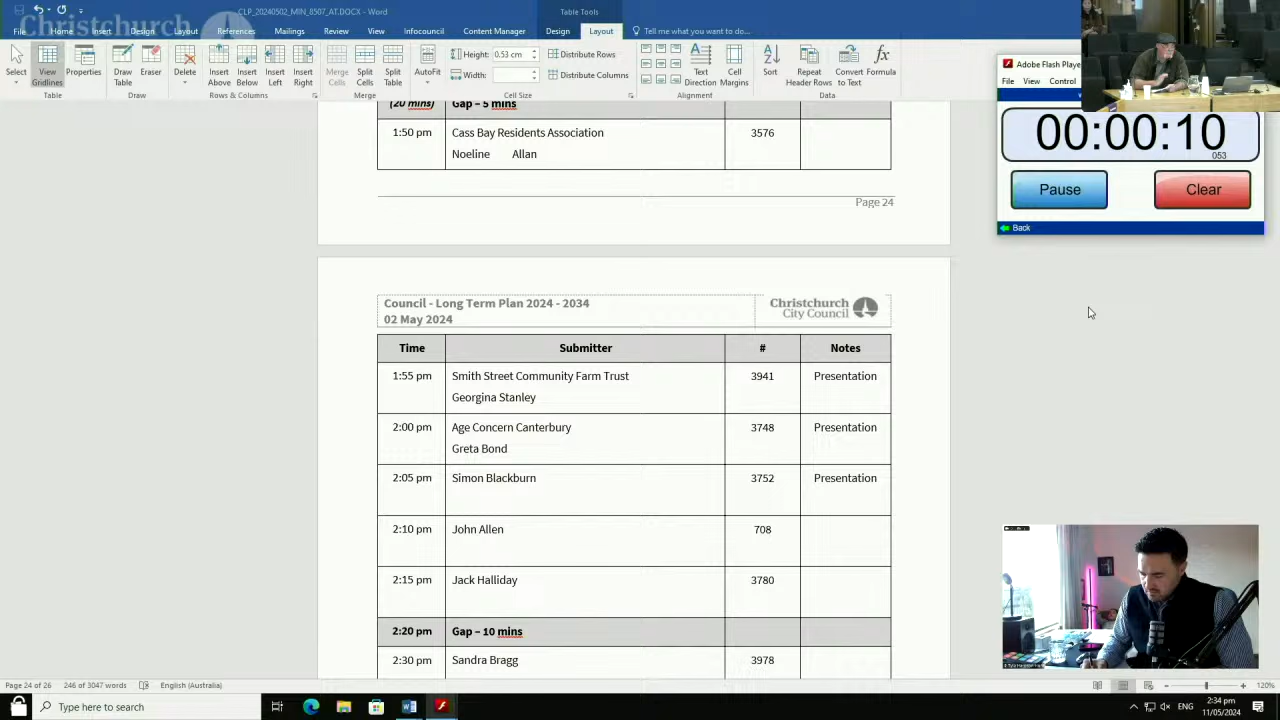 CLP_20240502_MIN_8507_AT.DOCX - Word
Table Tools
Christchurch
File Home Insert Design Layout References Mailings Review View Infocouncil Content Manager Design Layout Tell me what you want to do...
Select View Gridlines Properties Draw Table Eraser Delete Insert Above Insert Below Insert Left Insert Right Merge Cells Split Cells Split Table AutoFit
Height: 0.53 cm Distribute Rows
Width: Distribute Columns
Text Direction Cell Margins Sort Repeat Header Rows Convert to Text Formula
Table Draw Rows & Columns Merge Cell Size Alignment Data
(20 mins) Gap – 5 mins
1:50 pm Cass Bay Residents Association 3576
Noeline Allan
Page 24
Council - Long Term Plan 2024 - 2034
02 May 2024
Christchurch
City Council
Time Submitter # Notes
1:55 pm Smith Street Community Farm Trust 3941 Presentation
Georgina Stanley
2:00 pm Age Concern Canterbury 3748 Presentation
Greta Bond
2:05 pm Simon Blackburn 3752 Presentation
2:10 pm John Allen 708
2:15 pm Jack Halliday 3780
2:20 pm Gap – 10 mins
2:30 pm Sandra Bragg 3978
Adobe Flash Playe
File View Control
00:00:10
053
Pause Clear
Back
Page 24 of 26 246 of 3047 words English (Australia) 120%
Type here to search
ENG
2:34 pm
11/05/2024